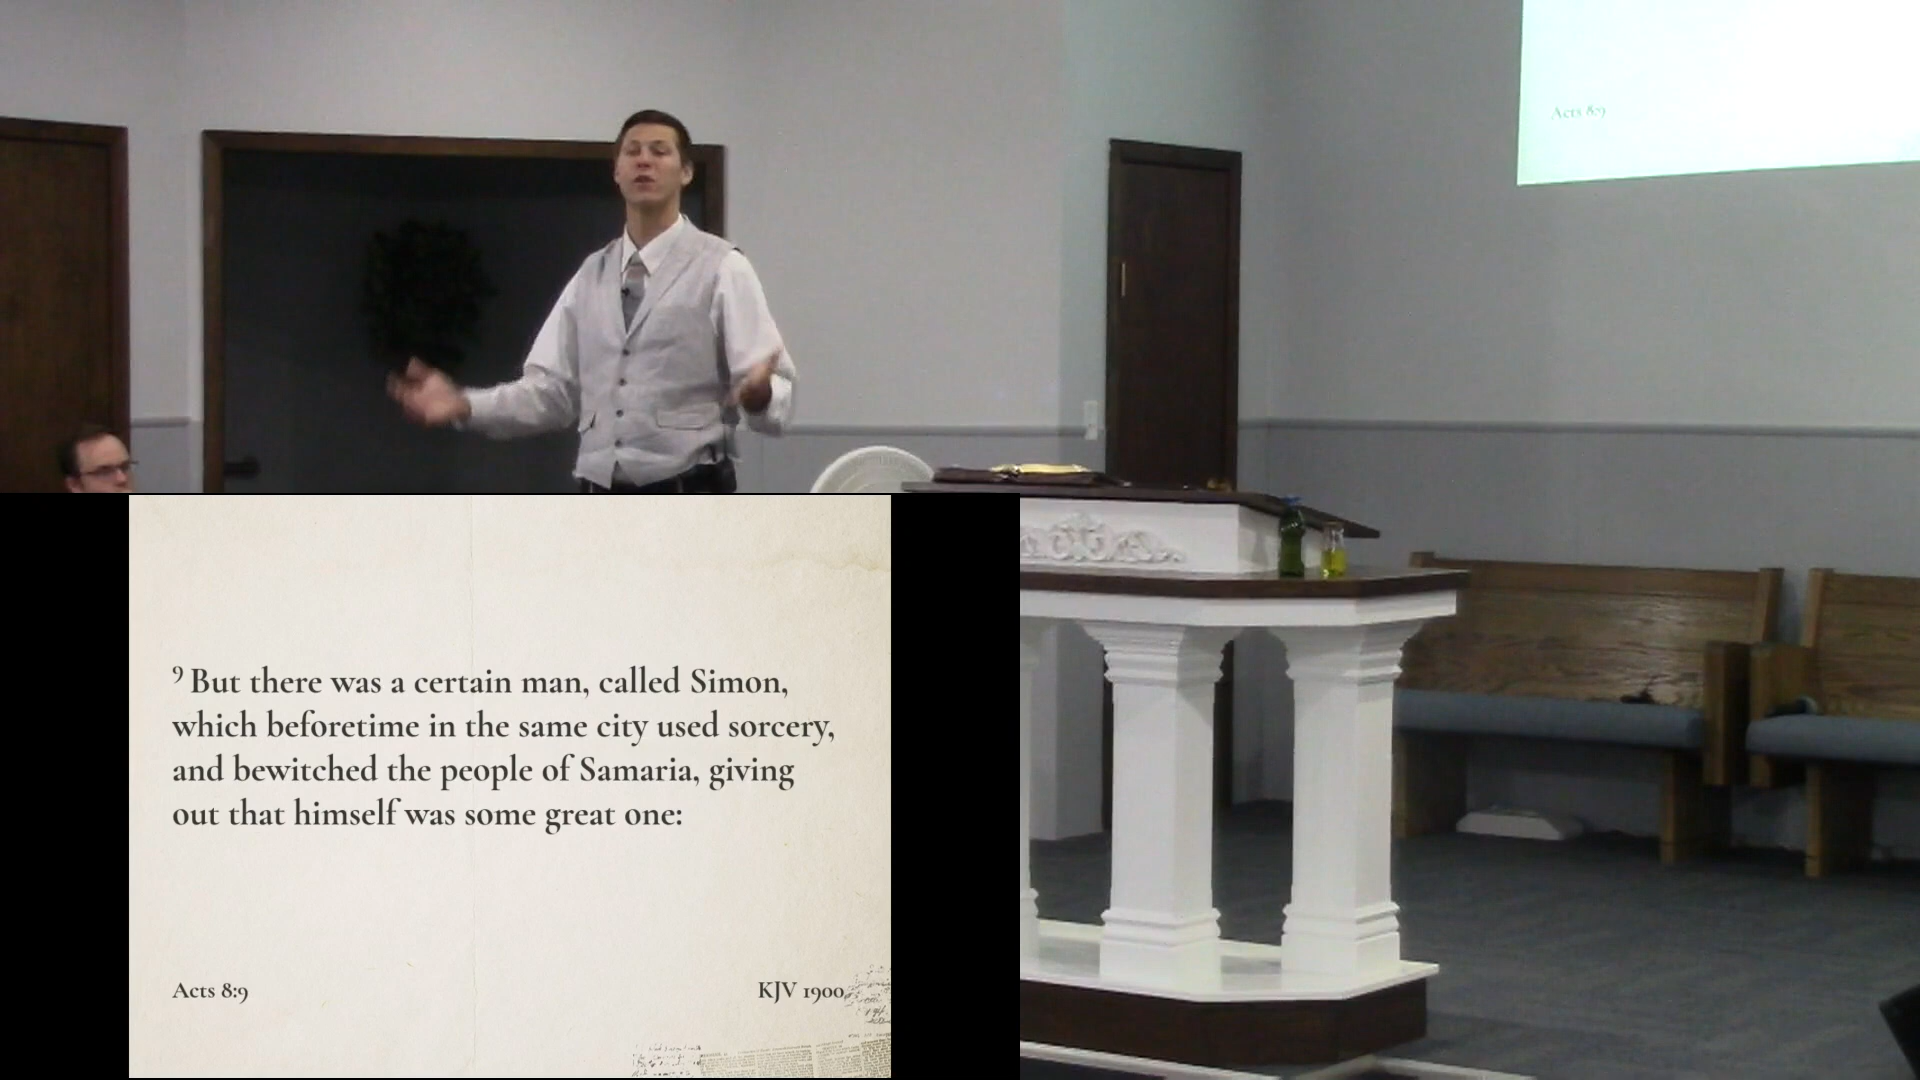 Acts 8:9
9 But there was a certain man, called Simon,
which beforetime in the same city used sorcery,
and bewitched the people of Samaria, giving
out that himself was some great one:
Acts 8:9
KJV 1900